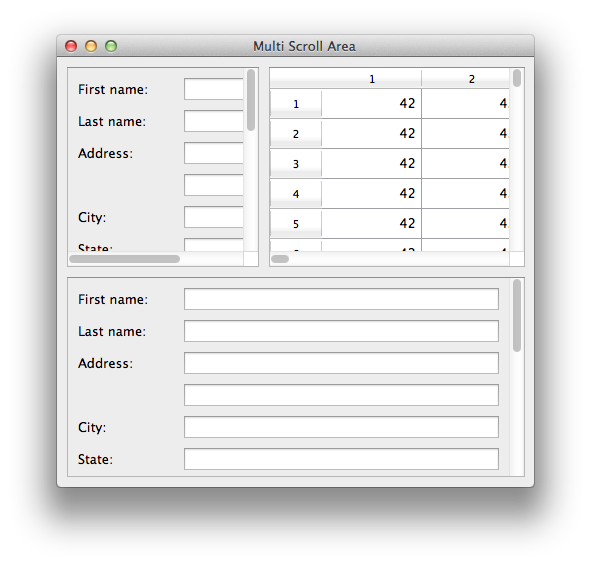 Multi Scroll Area
First name:
Last name:
Address:
City:
State:
1 2
1 42 4
2 42 4
3 42 4
4 42 4
5 42 4
42
First name:
Last name:
Address:
City:
State: